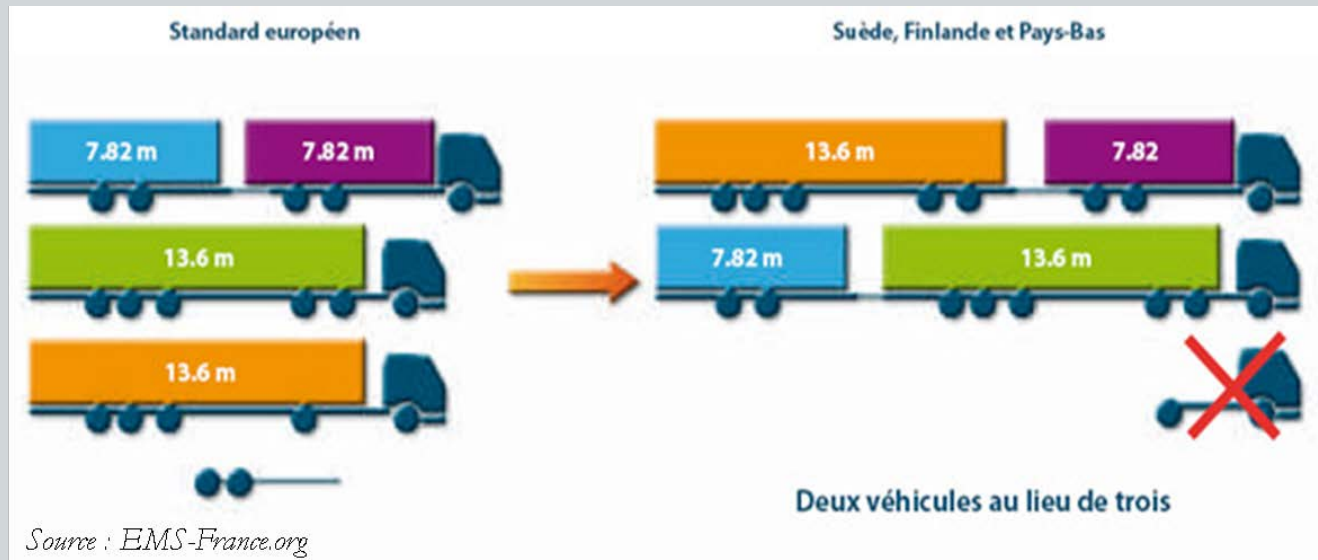 Standard européen
7.82 m
7.82 m
13.6 m
13.6 m
Source : EMS-France.org
Suède, Finlande et Pays-Bas
13.6 m
7.82
7.82 m
13.6 m
Deux véhicules au lieu de trois